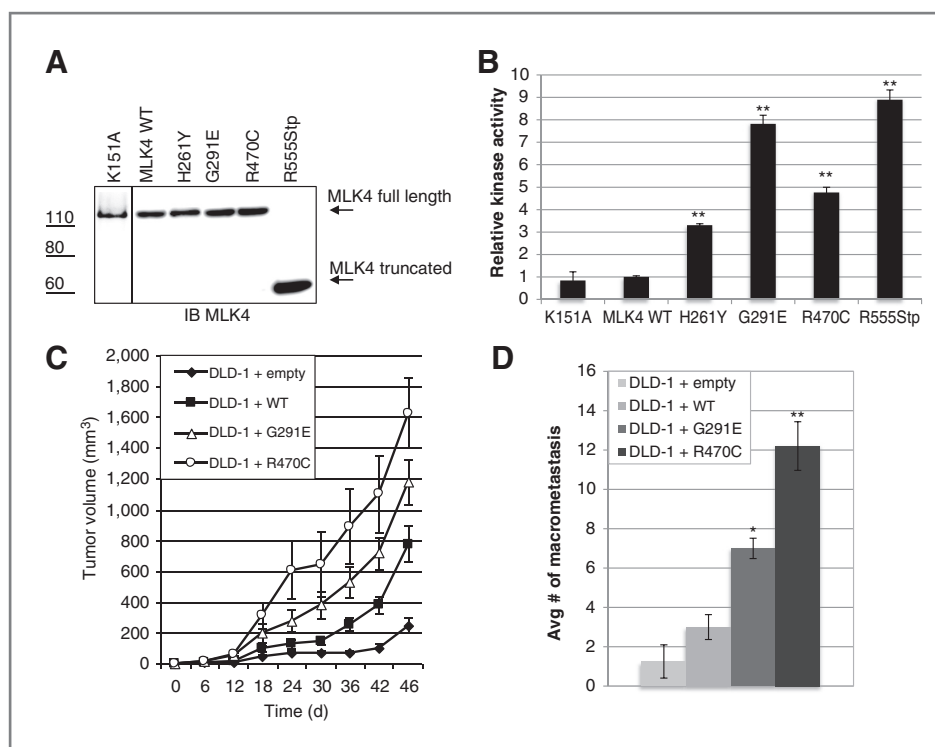 A
K151A
MLK4 WT
H261Y
G291E
R470C
R555Stp
110
80
60
MLK4 full length
MLK4 truncated
IB MLK4
B
Relative kinase activity
10
9
8
7
6
5
4
3
2
1
0
**
**
**
**
K151A MLK4 WT H261Y G291E R470C R555Stp
C
Tumor volume (mm³)
2,000
1,800
1,600
1,400
1,200
1,000
800
600
400
200
0
DLD-1 + empty
DLD-1 + WT
DLD-1 + G291E
DLD-1 + R470C
0 6 12 18 24 30 36 42 46
Time (d)
D
Avg # of macrometastasis
16
14
12
10
8
6
4
2
0
DLD-1 + empty
DLD-1 + WT
DLD-1 + G291E
DLD-1 + R470C
*
**